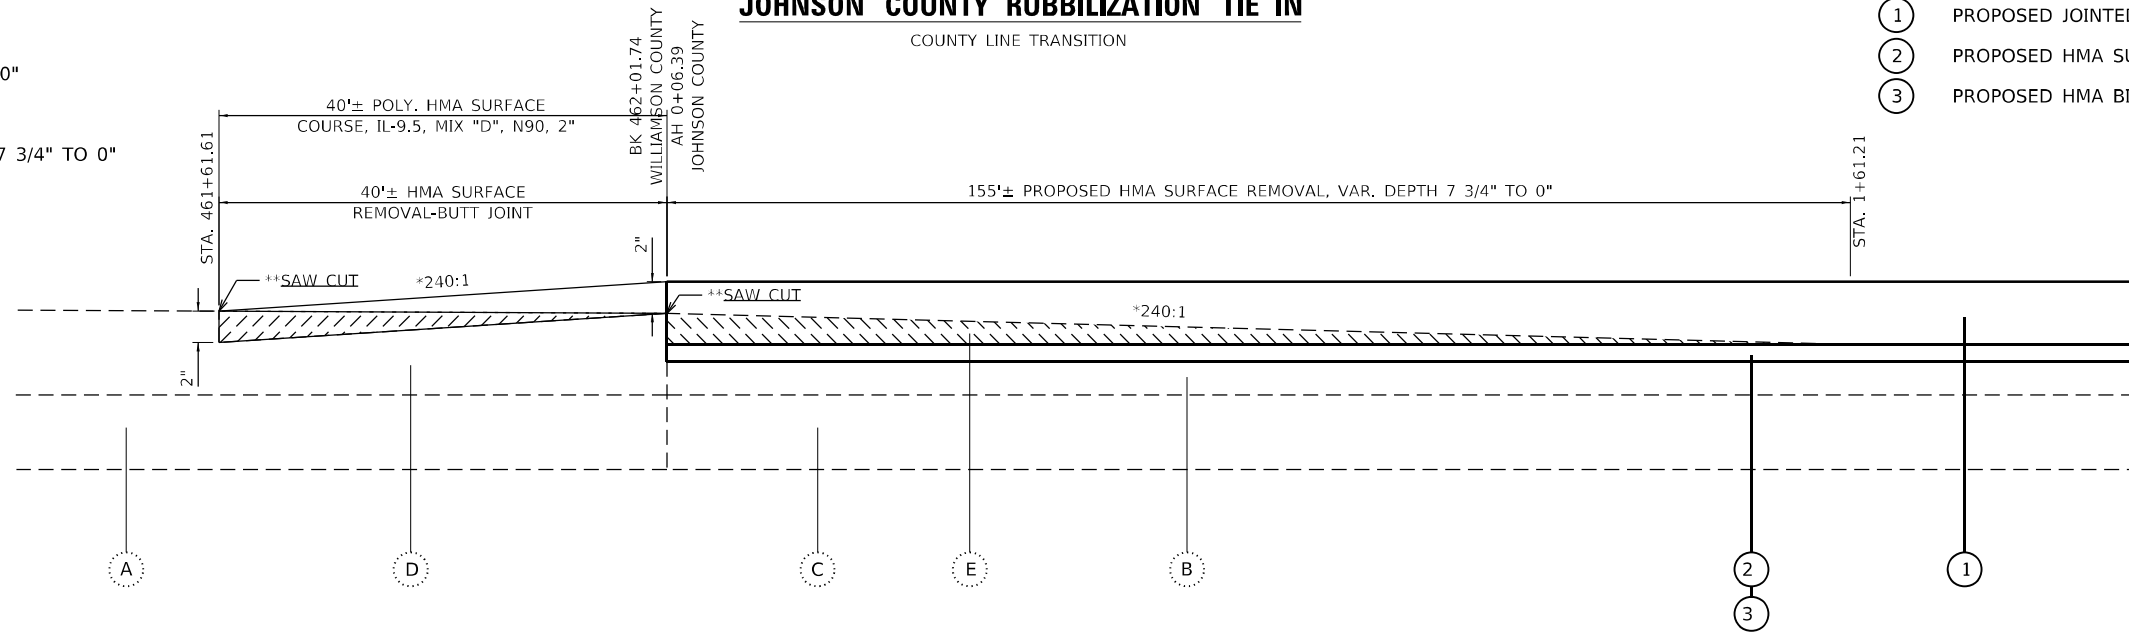 JOHNSON COUNTY RUBBILIZATION TIE IN
COUNTY LINE TRANSITION
0"
7 3/4" TO 0"
1 PROPOSED JOINTED
2 PROPOSED HMA SU
3 PROPOSED HMA BI
40'± POLY. HMA SURFACE
COURSE, IL-9.5, MIX "D", N90, 2"
BK 462+01.74
WILLIAMSON COUNTY
AH 0+06.39
JOHNSON COUNTY
STA. 461+61.61
40'± HMA SURFACE
REMOVAL-BUTT JOINT
155'± PROPOSED HMA SURFACE REMOVAL, VAR. DEPTH 7 3/4" TO 0"
STA. 1+61.21
2"
**SAW CUT
*240:1
**SAW CUT
*240:1
2"
A
D
C
E
B
2
1
3